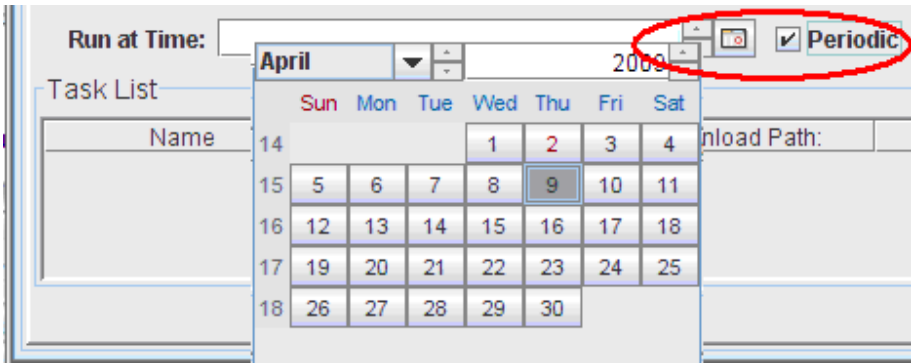 Run at Time:
Periodic
April
2009
Task List
Sun Mon Tue Wed Thu Fri Sat
Name
nload Path:
14 1 2 3 4
15 5 6 7 8 9 10 11
16 12 13 14 15 16 17 18
17 19 20 21 22 23 24 25
18 26 27 28 29 30